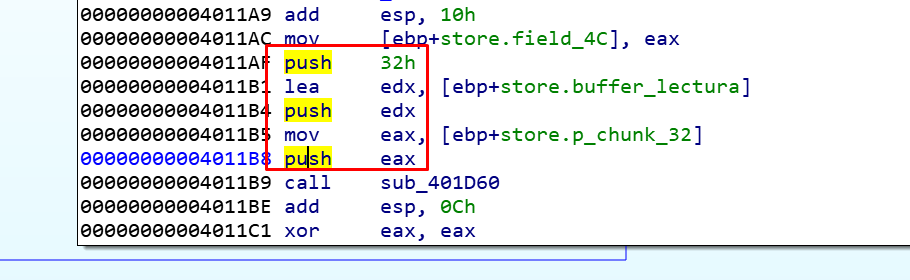 00000000004011A9 add     esp, 10h
00000000004011AC mov     [ebp+store.field_4C], eax
00000000004011AF push    32h
00000000004011B1 lea     edx, [ebp+store.buffer_lectura]
00000000004011B4 push    edx
00000000004011B5 mov     eax, [ebp+store.p_chunk_32]
00000000004011B8 push    eax
00000000004011B9 call    sub_401D60
00000000004011BE add     esp, 0Ch
00000000004011C1 xor     eax, eax